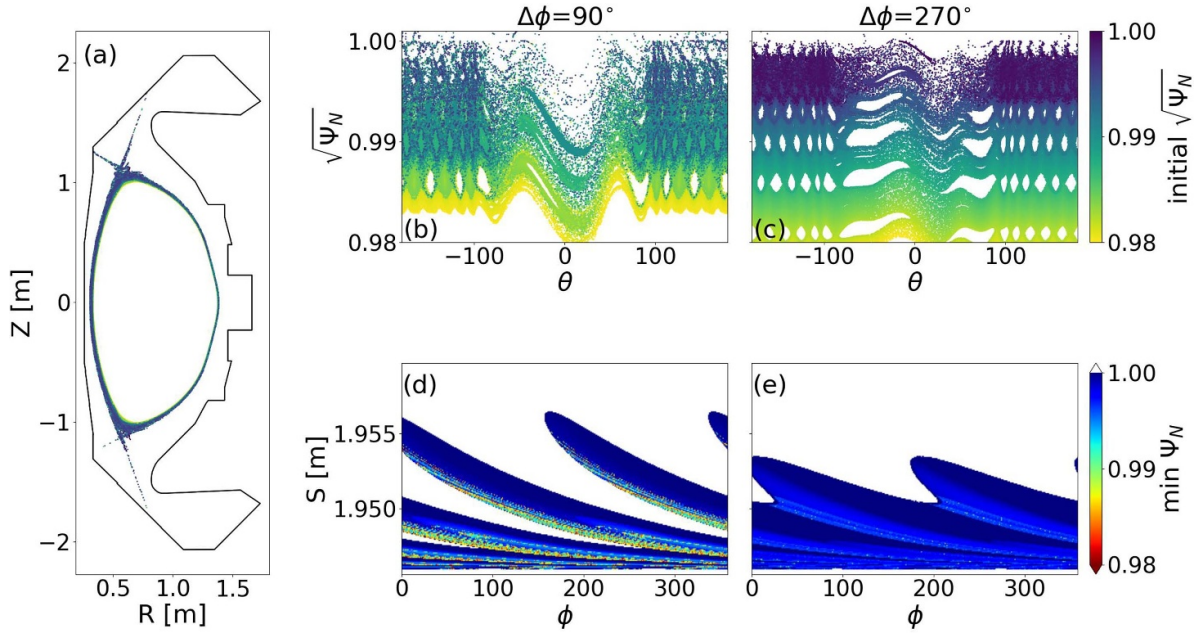 (a)
2
1
0
−1
−2
Z [m]
0.5 1.0 1.5
R [m]
Δϕ=90°
1.00
0.99
0.98
√Ψ_N
(b)
−100 0 100
θ
Δϕ=270°
(c)
−100 0 100
θ
1.00
0.99
0.98
initial √Ψ_N
(d)
1.955
1.950
S [m]
0 100 200 300
ϕ
(e)
0 100 200 300
ϕ
1.00
0.99
0.98
min Ψ_N